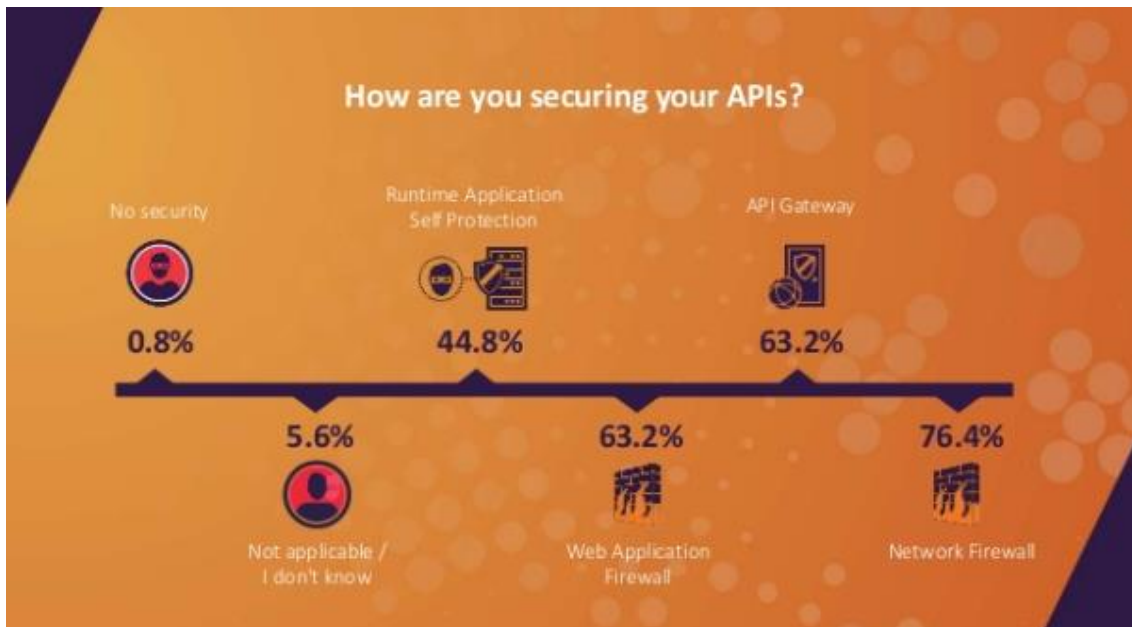 How are you securing your APIs?
No security
0.8%
Runtime Application
Self Protection
44.8%
API Gateway
63.2%
5.6%
Not applicable /
I don't know
63.2%
Web Application
Firewall
76.4%
Network Firewall